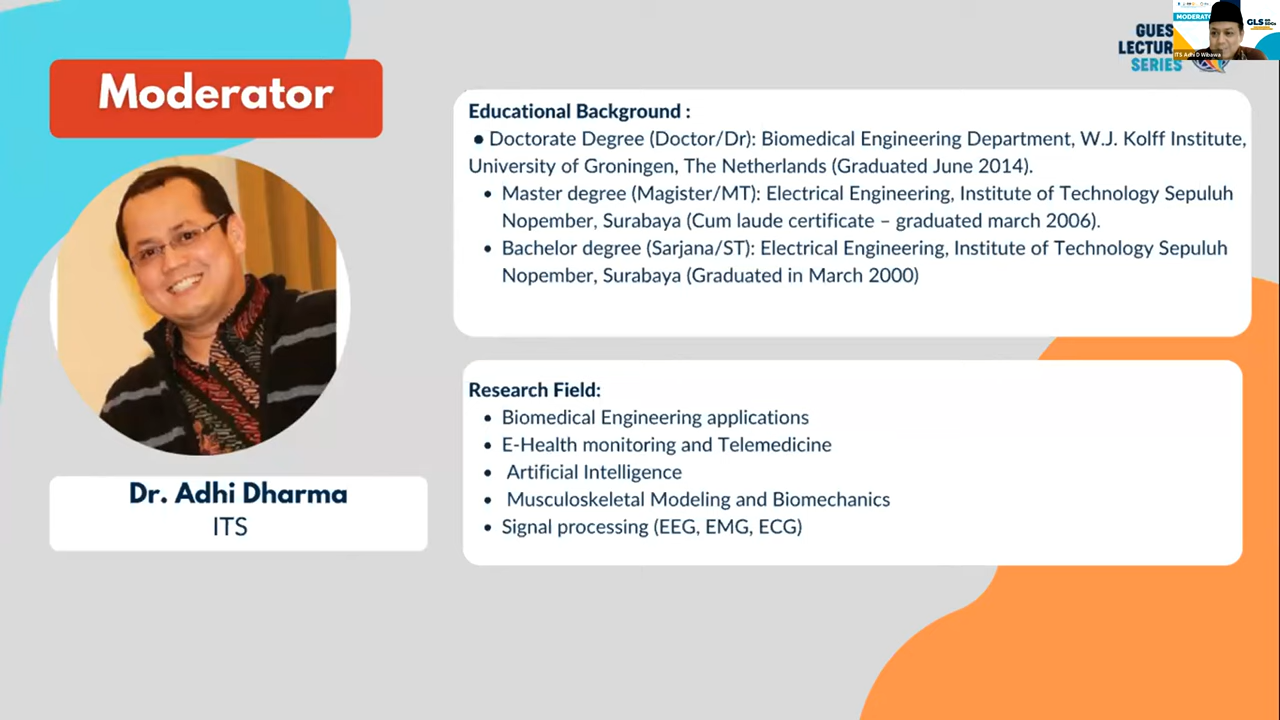 Moderator
Dr. Adhi Dharma
ITS
GUES
LECTUR
SERIES
MODERATO
GLS
ITS Adhi D Wibawa
Educational Background :
● Doctorate Degree (Doctor/Dr): Biomedical Engineering Department, W.J. Kolff Institute,
University of Groningen, The Netherlands (Graduated June 2014).
• Master degree (Magister/MT): Electrical Engineering, Institute of Technology Sepuluh
Nopember, Surabaya (Cum laude certificate – graduated march 2006).
• Bachelor degree (Sarjana/ST): Electrical Engineering, Institute of Technology Sepuluh
Nopember, Surabaya (Graduated in March 2000)
Research Field:
• Biomedical Engineering applications
• E-Health monitoring and Telemedicine
• Artificial Intelligence
• Musculoskeletal Modeling and Biomechanics
• Signal processing (EEG, EMG, ECG)